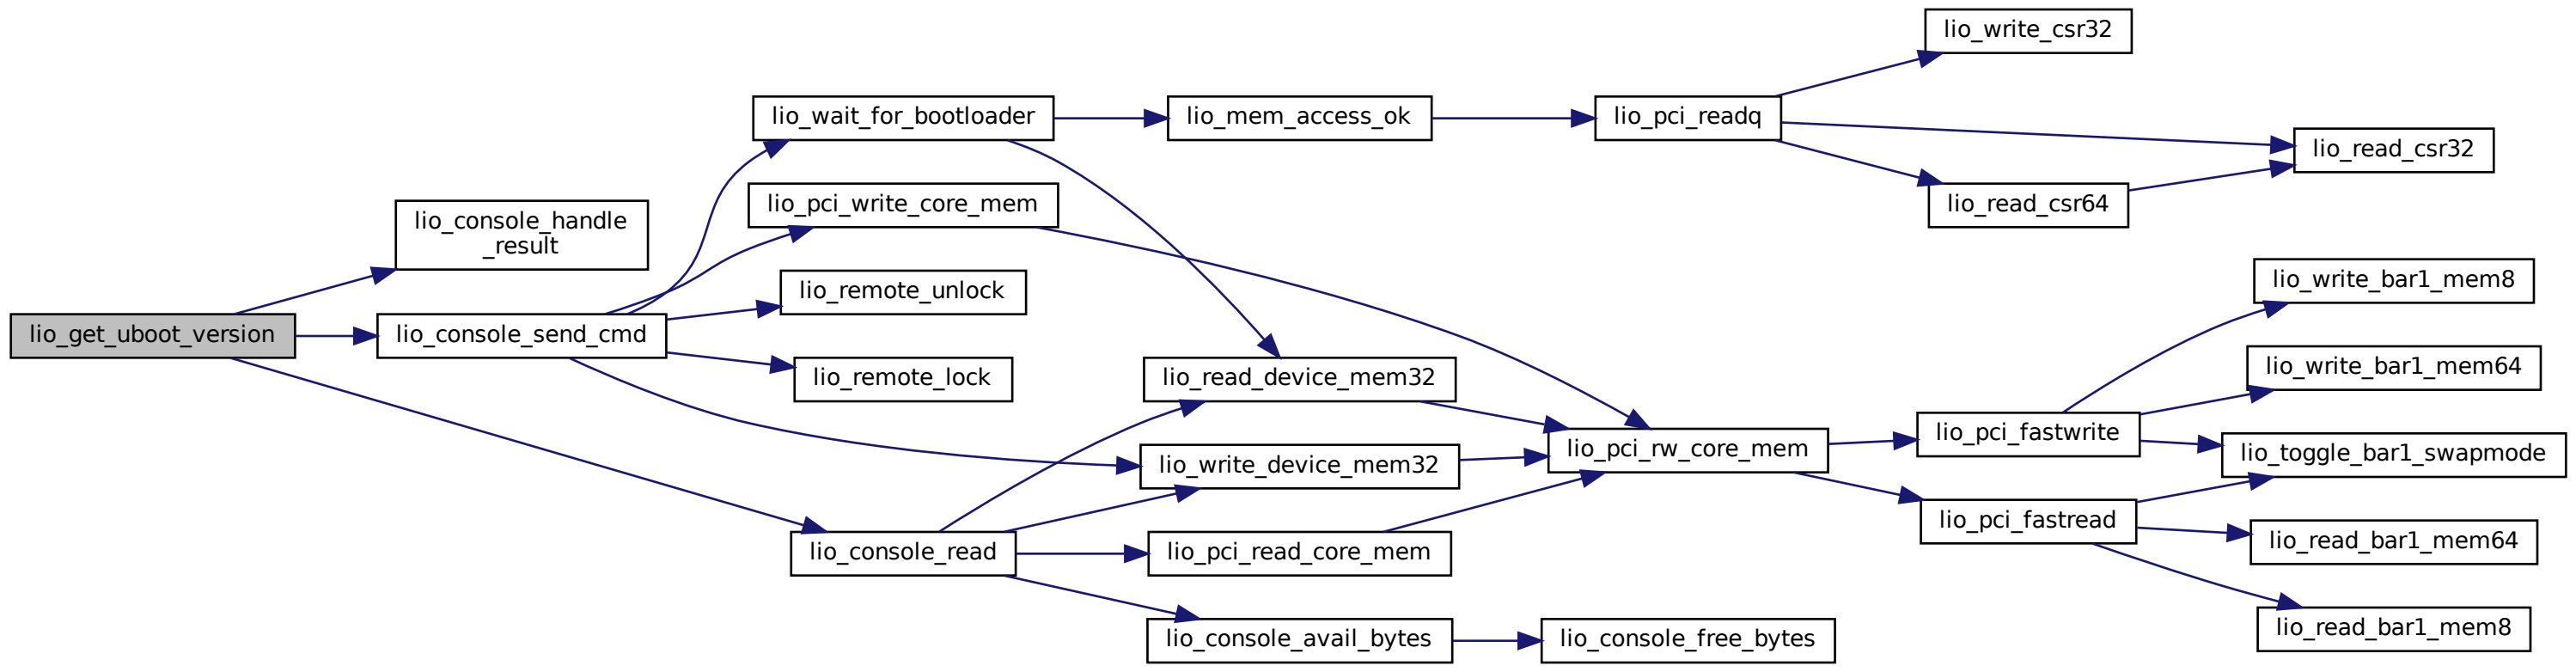 lio_get_uboot_version
lio_console_handle
_result
lio_console_send_cmd
lio_wait_for_bootloader
lio_pci_write_core_mem
lio_remote_unlock
lio_remote_lock
lio_console_read
lio_mem_access_ok
lio_read_device_mem32
lio_write_device_mem32
lio_pci_read_core_mem
lio_console_avail_bytes
lio_pci_readq
lio_pci_rw_core_mem
lio_console_free_bytes
lio_write_csr32
lio_read_csr64
lio_pci_fastwrite
lio_pci_fastread
lio_read_csr32
lio_write_bar1_mem8
lio_write_bar1_mem64
lio_toggle_bar1_swapmode
lio_read_bar1_mem64
lio_read_bar1_mem8